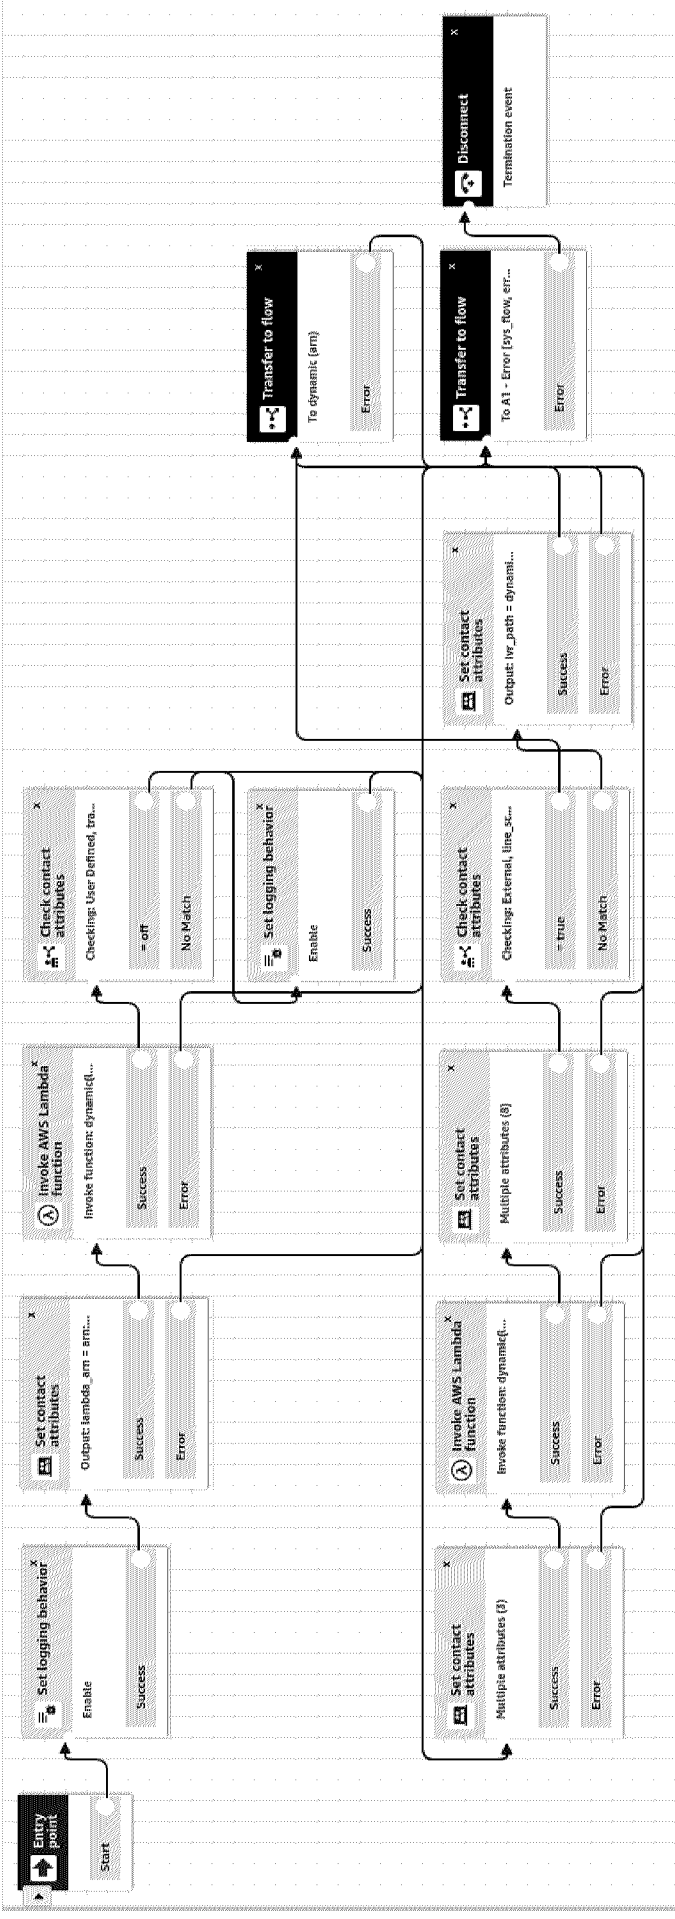 Entry
point
Start
Set logging behavior
x
Enable
Success
Set contact
attributes
x
Output: lambda_arn = arn:...
Success
Error
Invoke AWS Lambda
function
x
Invoke function: dynamic(l...
Success
Error
Check contact
attributes
x
Checking: User Defined, tra...
= off
No Match
Set logging behavior
x
Enable
Success
Transfer to flow
x
To dynamic (arn)
Error
Set contact
attributes
x
Multiple attributes (3)
Success
Error
Invoke AWS Lambda
function
x
Invoke function: dynamic(l...
Success
Error
Set contact
attributes
x
Multiple attributes (8)
Success
Error
Check contact
attributes
x
Checking: External, line_sc...
= true
No Match
Set contact
attributes
x
Output: ivr_path = dynami...
Success
Error
Transfer to flow
x
To A1 - Error (sys_flow, err...
Error
Disconnect
x
Termination event